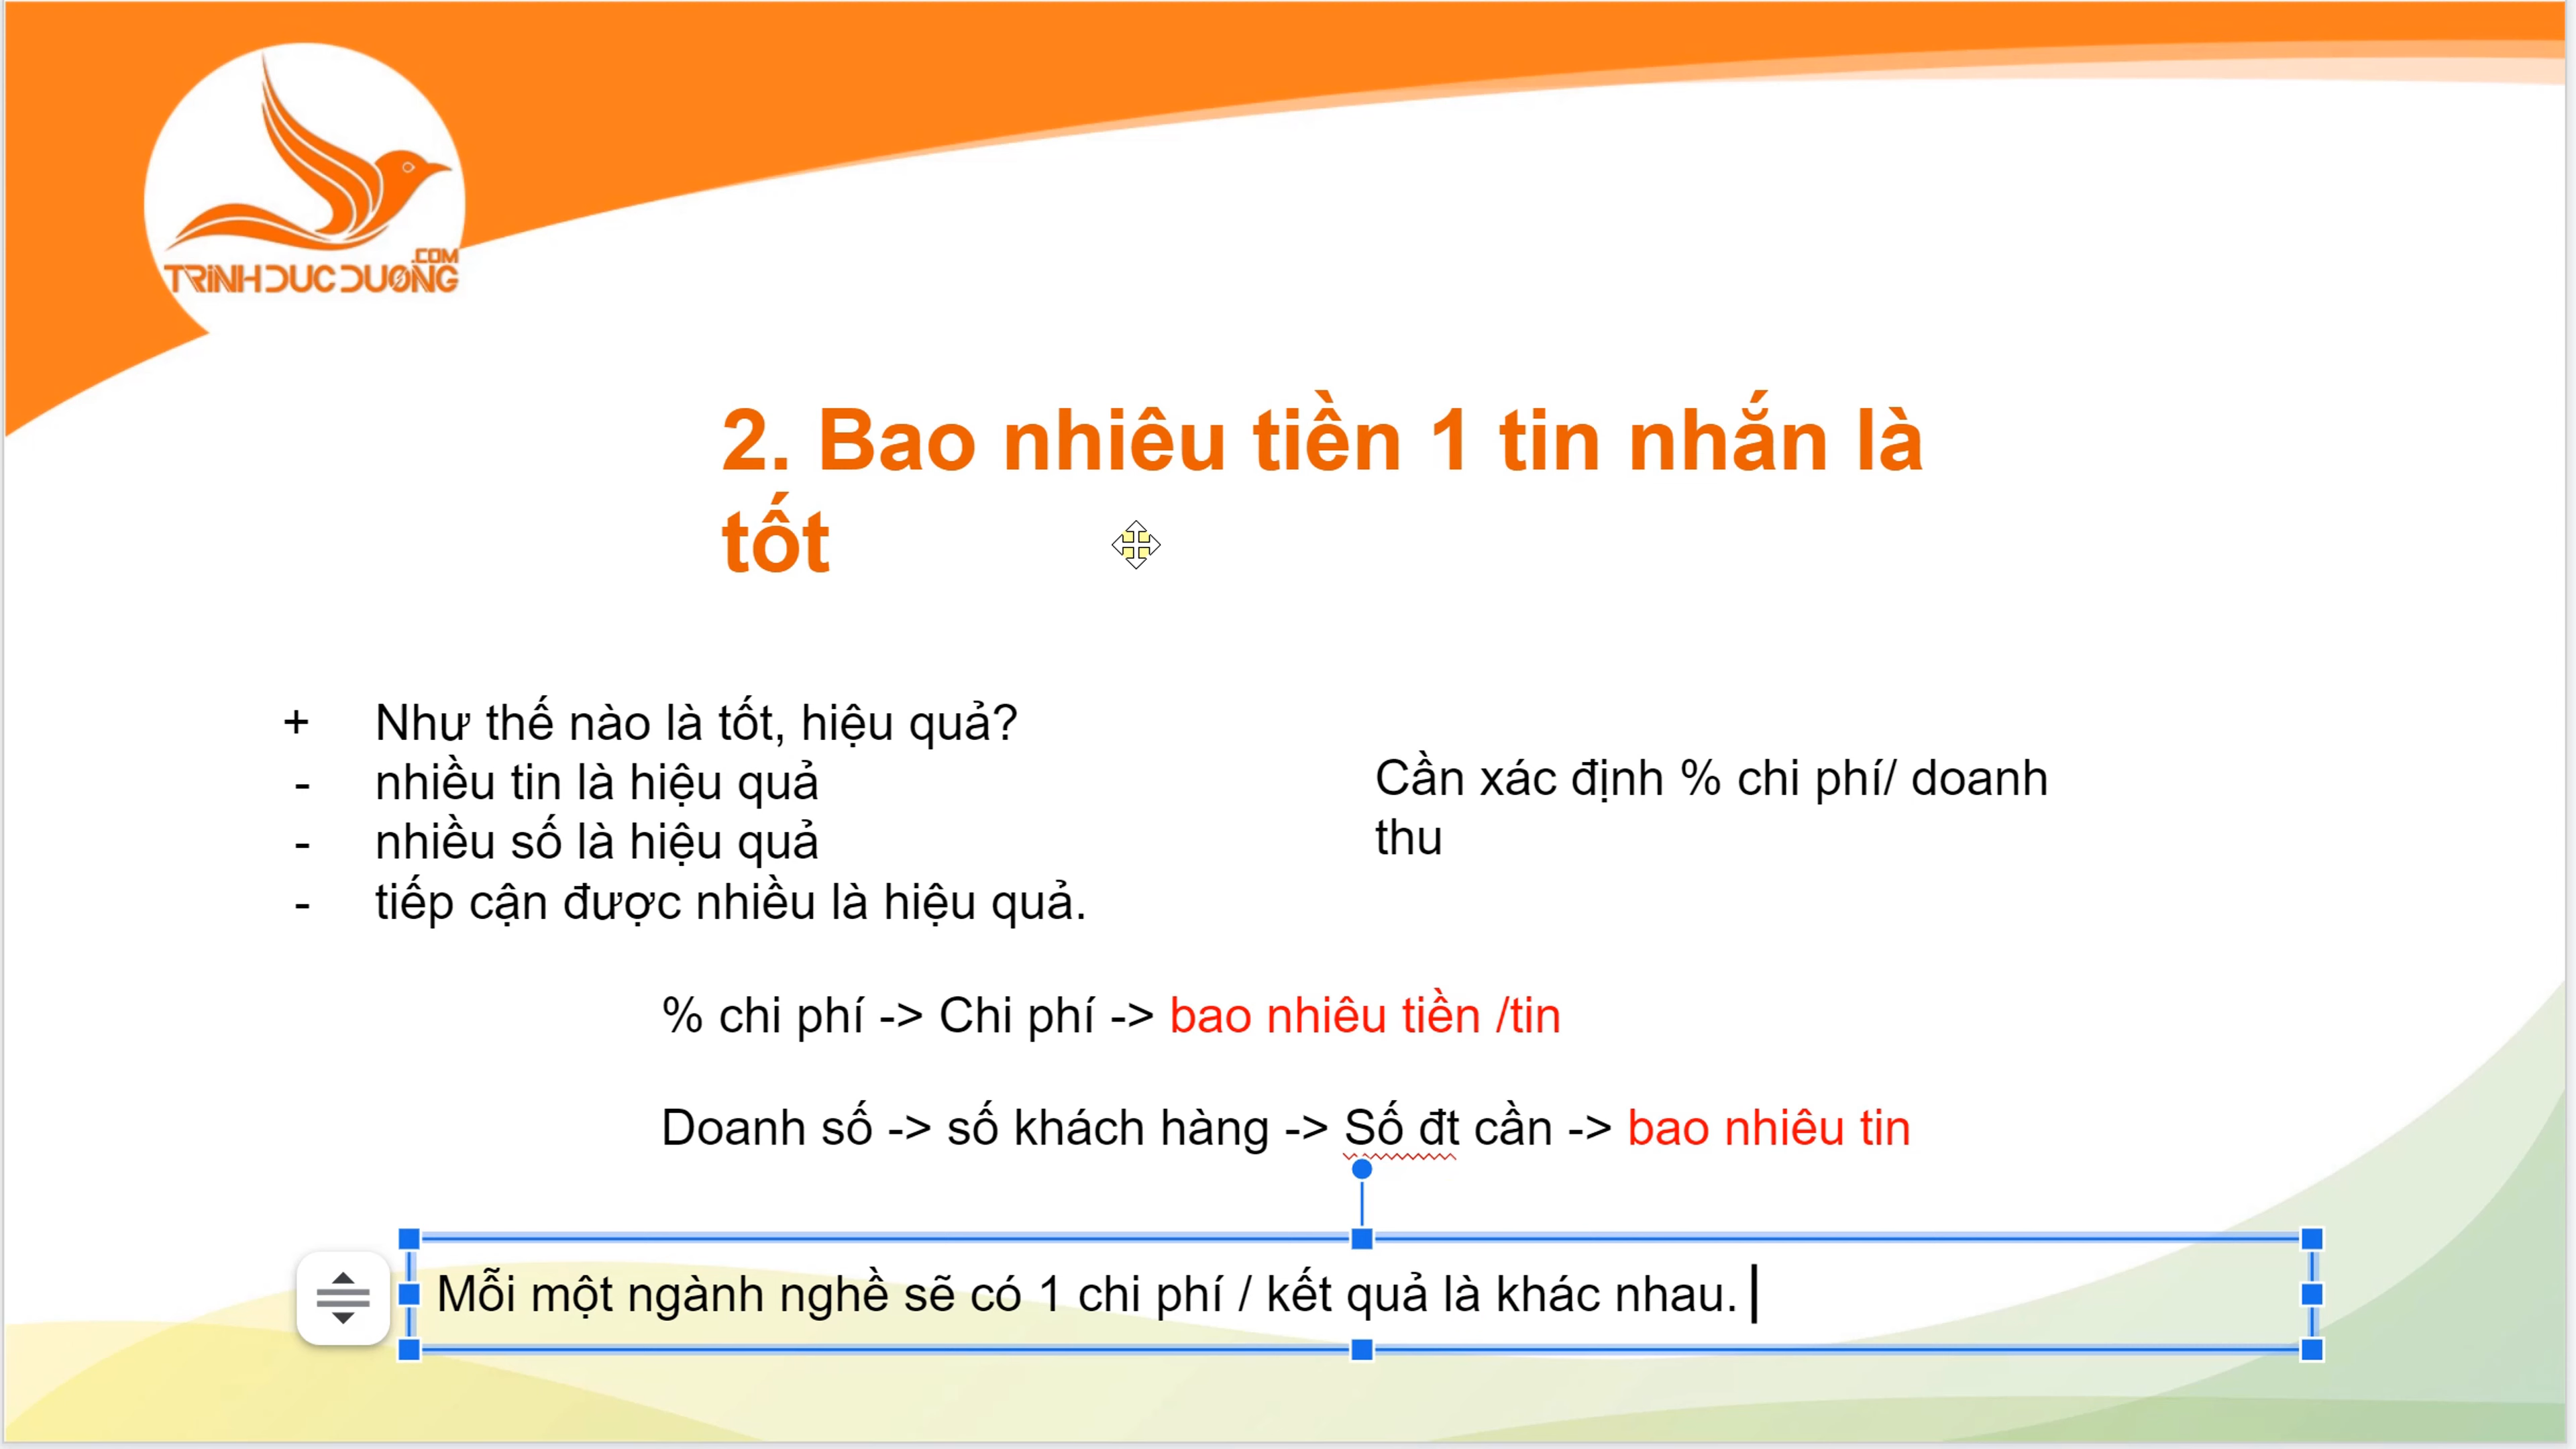 .COM
TRINHDUCDUONG
2. Bao nhiêu tiền 1 tin nhắn là
tốt
+ Như thế nào là tốt, hiệu quả?
- nhiều tin là hiệu quả
- nhiều số là hiệu quả
- tiếp cận được nhiều là hiệu quả.
Cần xác định % chi phí/ doanh
thu
% chi phí -> Chi phí -> bao nhiêu tiền /tin
Doanh số -> số khách hàng -> Số đt cần -> bao nhiêu tin
Mỗi một ngành nghề sẽ có 1 chi phí / kết quả là khác nhau.